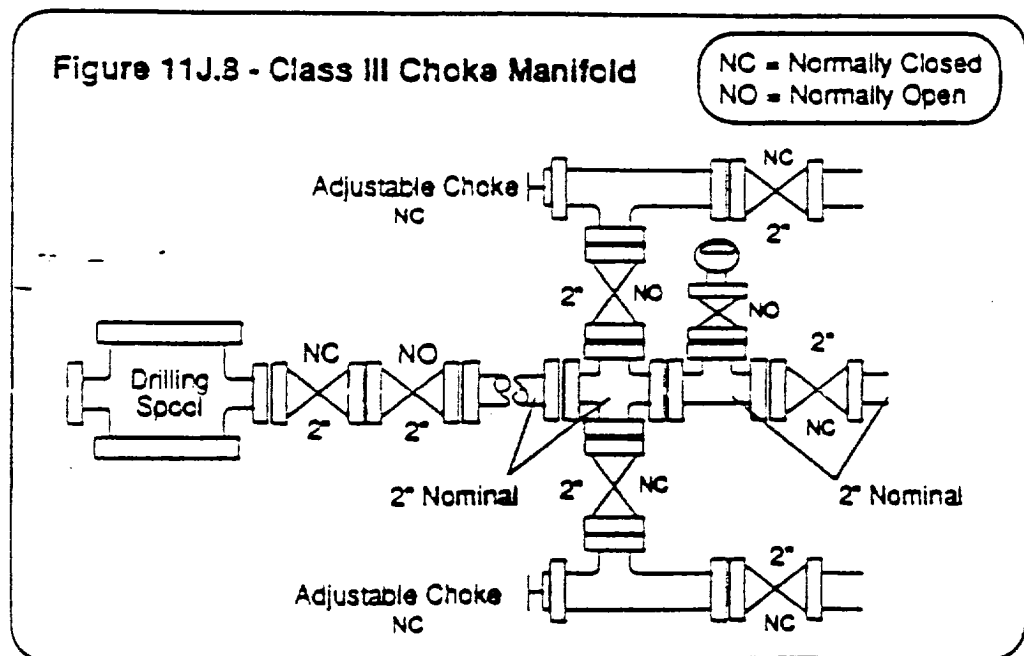 Figure 11J.8 - Class III Choke Manifold
NC = Normally Closed
NO = Normally Open
Adjustable Choke
NC
NC
2"
2"
NO
NO
2"
Drilling
Spool
NC
NO
2"
2"
NC
2" Nominal
2"
NC
2" Nominal
Adjustable Choke
NC
2"
NC